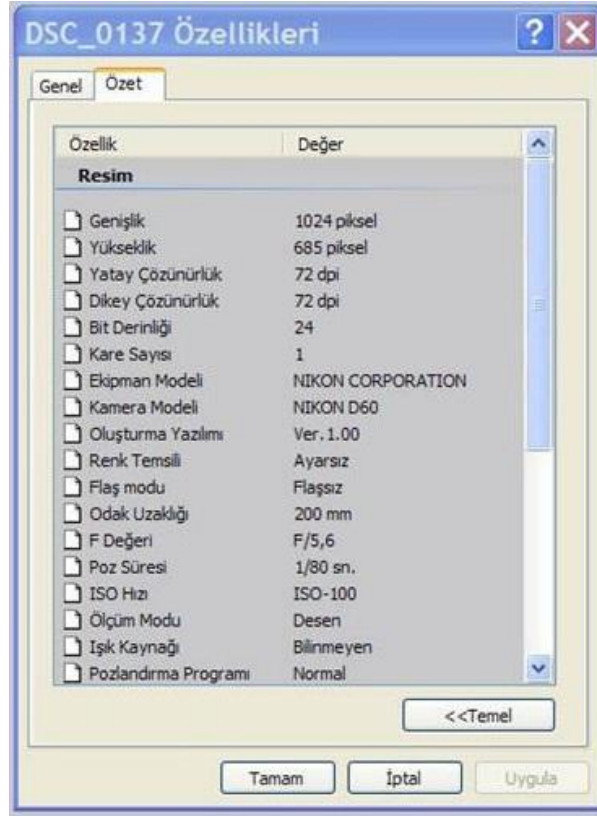 DSC_0137 Özellikleri
Genel Özet
Özellik Değer
Resim
Genişlik 1024 piksel
Yükseklik 685 piksel
Yatay Çözünürlük 72 dpi
Dikey Çözünürlük 72 dpi
Bit Derinliği 24
Kare Sayısı 1
Ekipman Modeli NIKON CORPORATION
Kamera Modeli NIKON D60
Oluşturma Yazılımı Ver.1.00
Renk Temsili Ayarsız
Flaş modu Flaşsız
Odak Uzaklığı 200 mm
F Değeri F/5,6
Poz Süresi 1/80 sn.
ISO Hızı ISO-100
Ölçüm Modu Desen
Işık Kaynağı Bilinmeyen
Pozlandırma Programı Normal
<<Temel
Tamam İptal Uygula